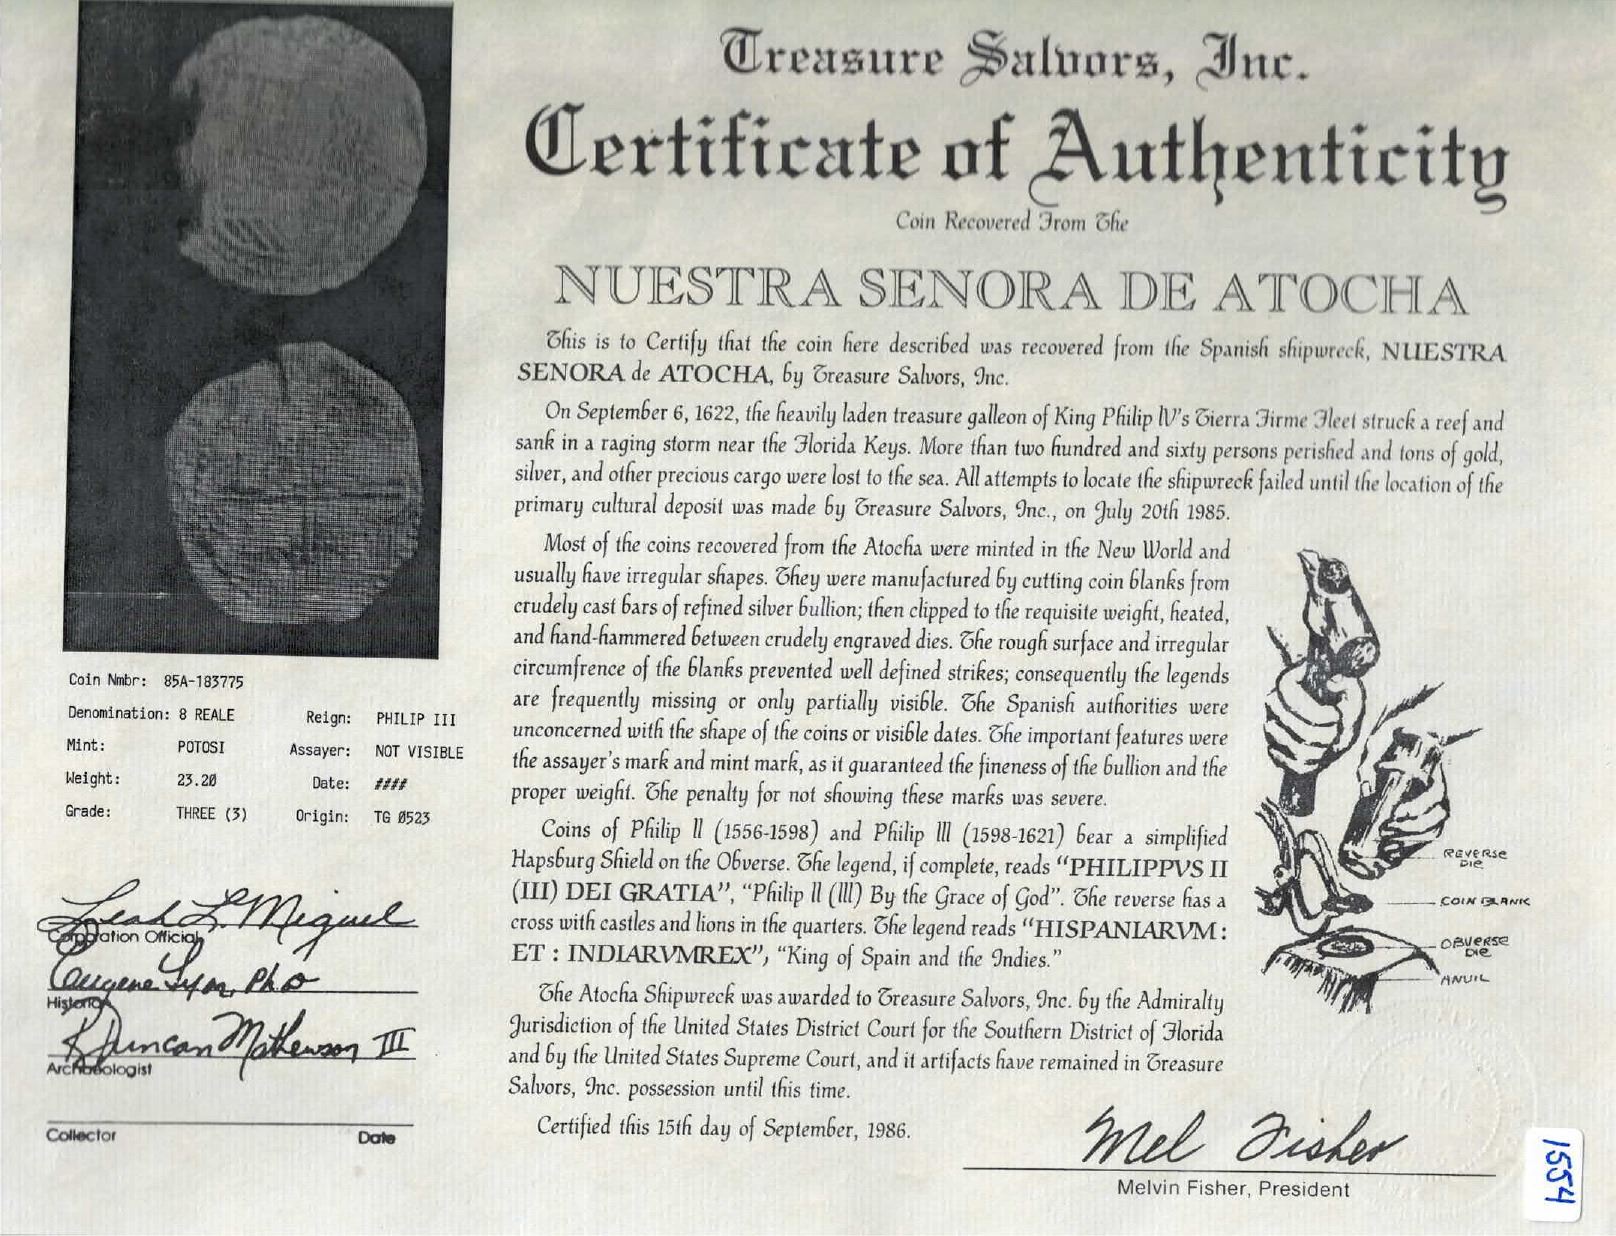 Treasure Salvors, Inc.
Certificate of Authenticity
Coin Recovered From The
NUESTRA SENORA DE ATOCHA
This is to Certify that the coin here described was recovered from the Spanish shipwreck, NUESTRA
SENORA de ATOCHA, by Treasure Salvors, Inc.
On September 6, 1622, the heavily laden treasure galleon of King Philip IV's Tierra Firme Fleet struck a reef and
sank in a raging storm near the Florida Keys. More than two hundred and sixty persons perished and tons of gold,
silver, and other precious cargo were lost to the sea. All attempts to locate the shipwreck failed until the location of the
primary cultural deposit was made by Treasure Salvors, Inc., on July 20th 1985.
Most of the coins recovered from the Atocha were minted in the New World and
usually have irregular shapes. They were manufactured by cutting coin blanks from
crudely cast bars of refined silver bullion; then clipped to the requisite weight, heated,
and hand-hammered between crudely engraved dies. The rough surface and irregular
circumfrence of the blanks prevented well defined strikes; consequently the legends
are frequently missing or only partially visible. The Spanish authorities were
unconcerned with the shape of the coins or visible dates. The important features were
the assayer's mark and mint mark, as it guaranteed the fineness of the bullion and the
proper weight. The penalty for not showing these marks was severe.
Coins of Philip II (1556-1598) and Philip III (1598-1621) bear a simplified
Hapsburg Shield on the Obverse. The legend, if complete, reads "PHILIPPVS II
(III) DEI GRATIA", "Philip II (III) By the Grace of God". The reverse has a
cross with castles and lions in the quarters. The legend reads "HISPANIARVM :
ET : INDIARVMREX", "King of Spain and the Indies."
The Atocha Shipwreck was awarded to Treasure Salvors, Inc. by the Admiralty
Jurisdiction of the United States District Court for the Southern District of Florida
and by the United States Supreme Court, and it artifacts have remained in Treasure
Salvors, Inc. possession until this time.
Certified this 15th day of September, 1986.
REVERSE
DIE
COIN BLANK
OBVERSE
DIE
ANVIL
Mel Fisher
Melvin Fisher, President
Coin Nmbr: 85A-183775
Denomination: 8 REALE Reign: PHILIP III
Mint: POTOSI Assayer: NOT VISIBLE
Weight: 23.20 Date: ####
Grade: THREE (3) Origin: TG 0523
Leah L. Miguel
Corporation Official
Eugene Lyon, PhD
Historian
R Duncan Mathewson III
Archaeologist
Collector Date
1554